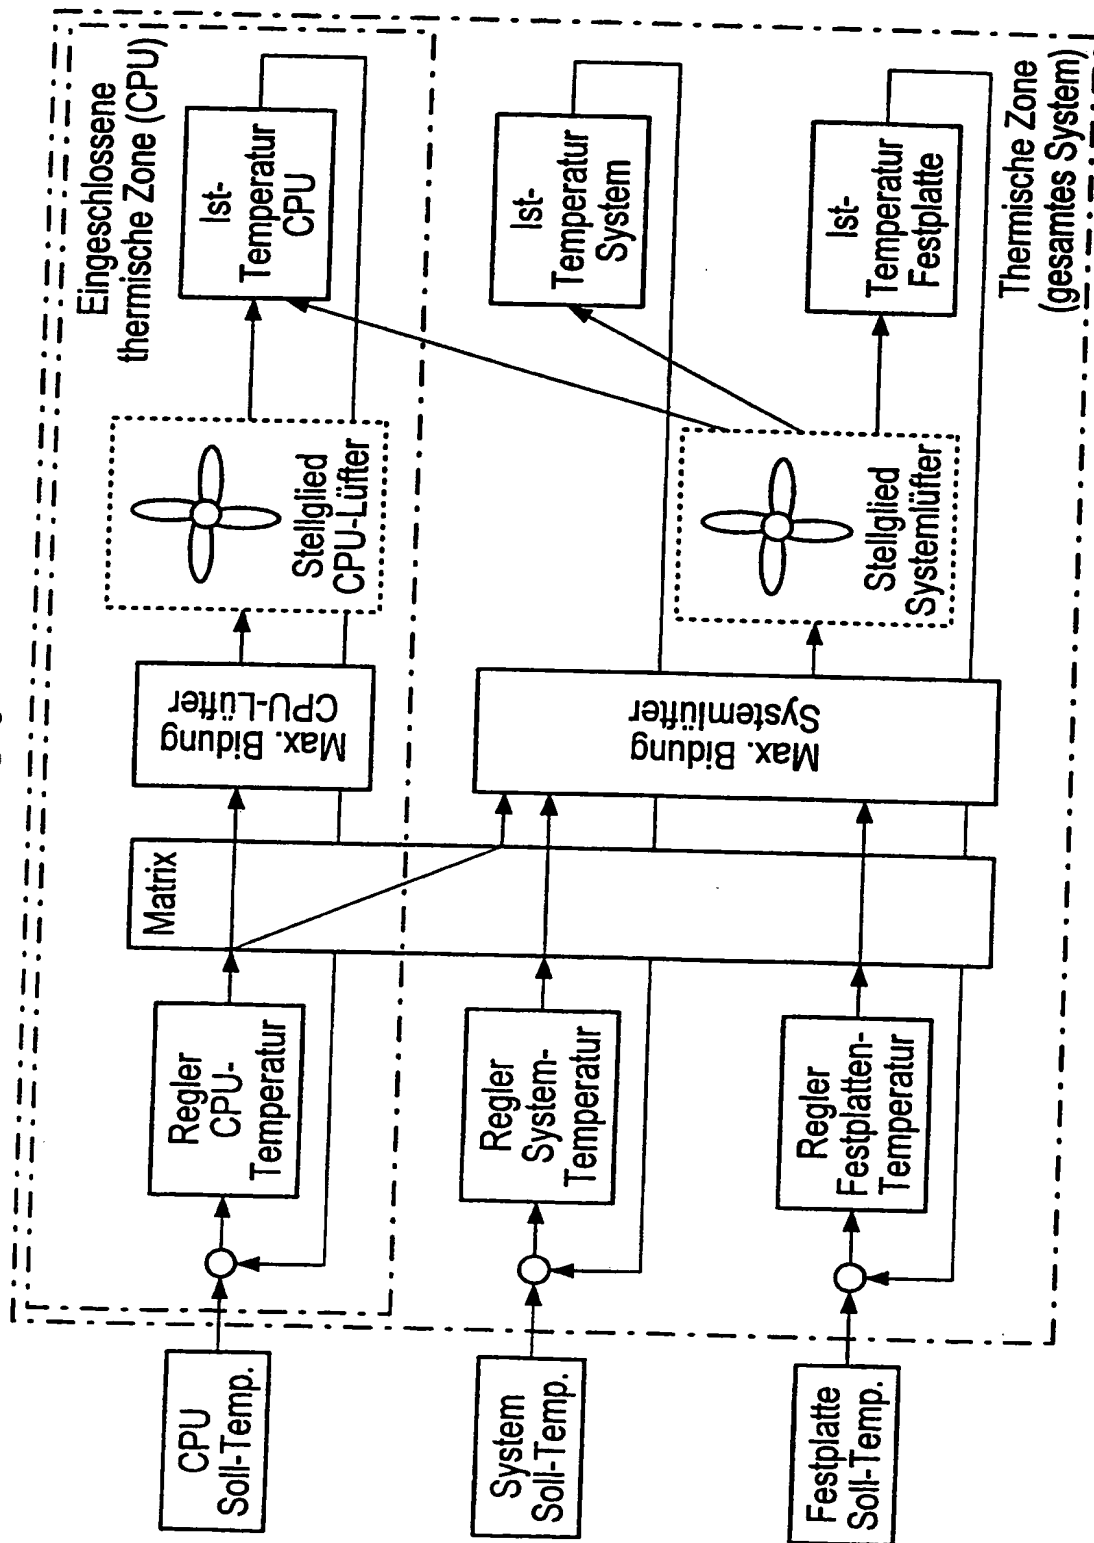 Eingeschlossene
thermische Zone (CPU)
CPU
Soll-Temp.
Regler
CPU-
Temperatur
Matrix
Max. Bidung
CPU-Lüfter
Stellglied
CPU-Lüfter
Ist-
Temperatur
CPU
System
Soll-Temp.
Regler
System-
Temperatur
Max. Bidung
Systemlüfter
Stellglied
Systemlüfter
Ist-
Temperatur
System
Festplatte
Soll-Temp.
Regler
Festplatten-
Temperatur
Ist-
Temperatur
Festplatte
Thermische Zone
(gesamtes System)